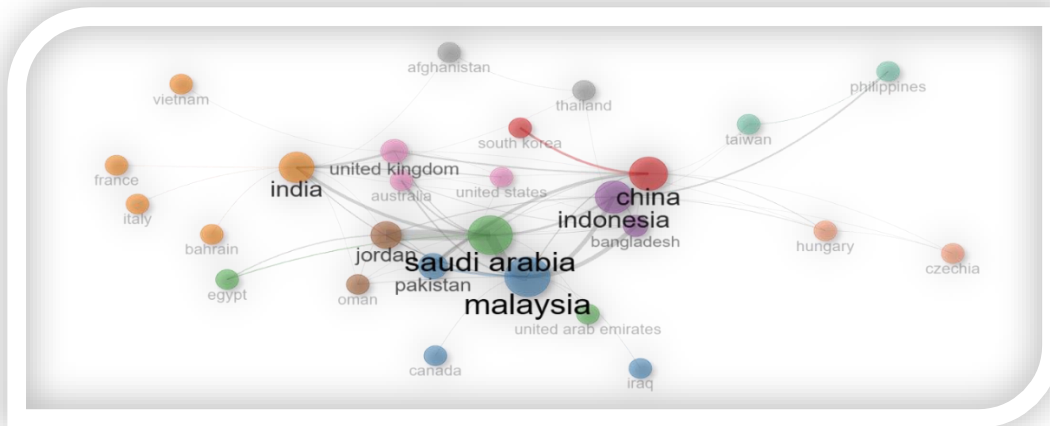 afghanistan
vietnam
philippines
thailand
taiwan
south korea
united kingdom
france
india
australia
united states
china
italy
indonesia
bahrain
bangladesh
hungary
jordan
saudi arabia
czechia
pakistan
egypt
oman
malaysia
united arab emirates
canada
iraq